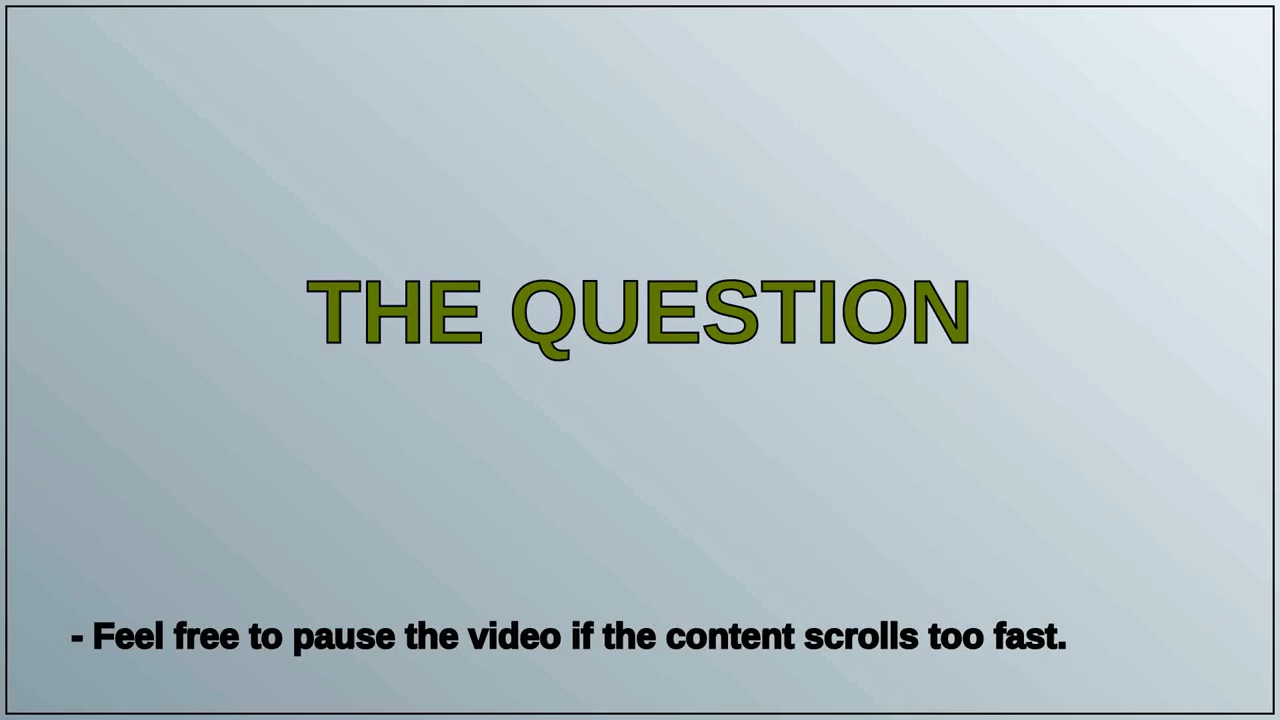 THE QUESTION
- Feel free to pause the video if the content scrolls too fast.